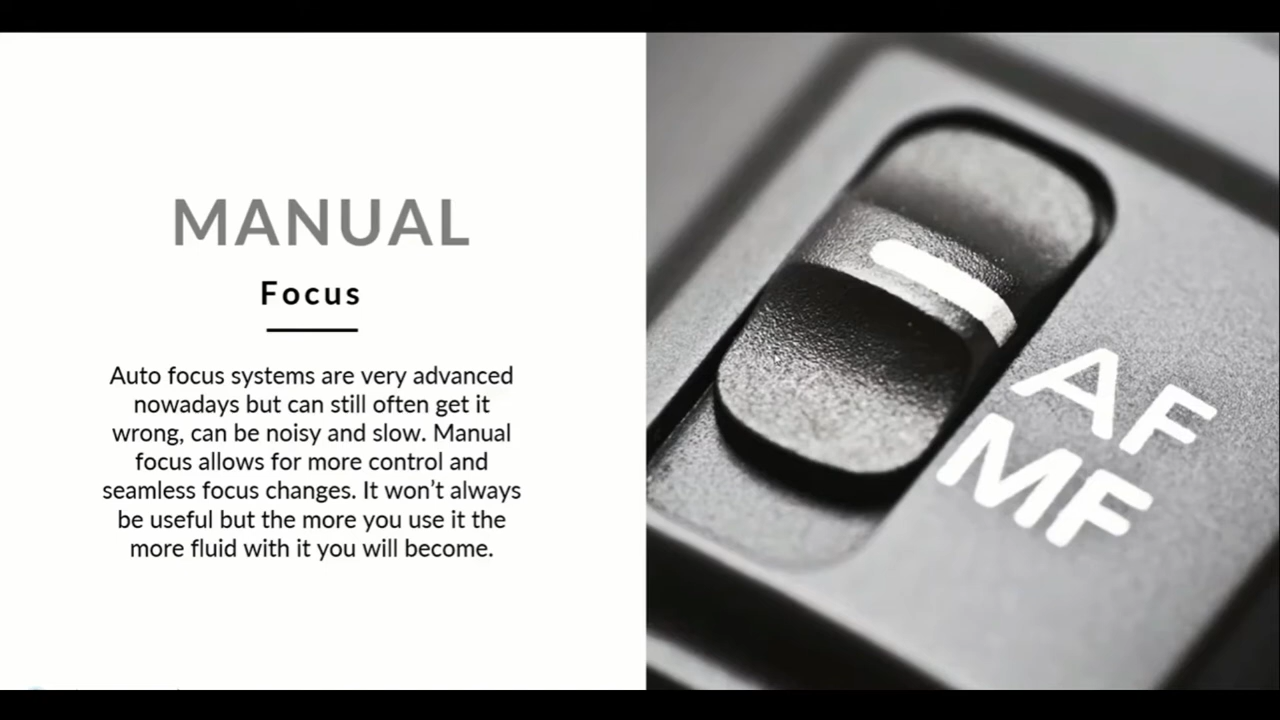 MANUAL
Focus
Auto focus systems are very advanced
nowadays but can still often get it
wrong, can be noisy and slow. Manual
focus allows for more control and
seamless focus changes. It won’t always
be useful but the more you use it the
more fluid with it you will become.
AF
MF